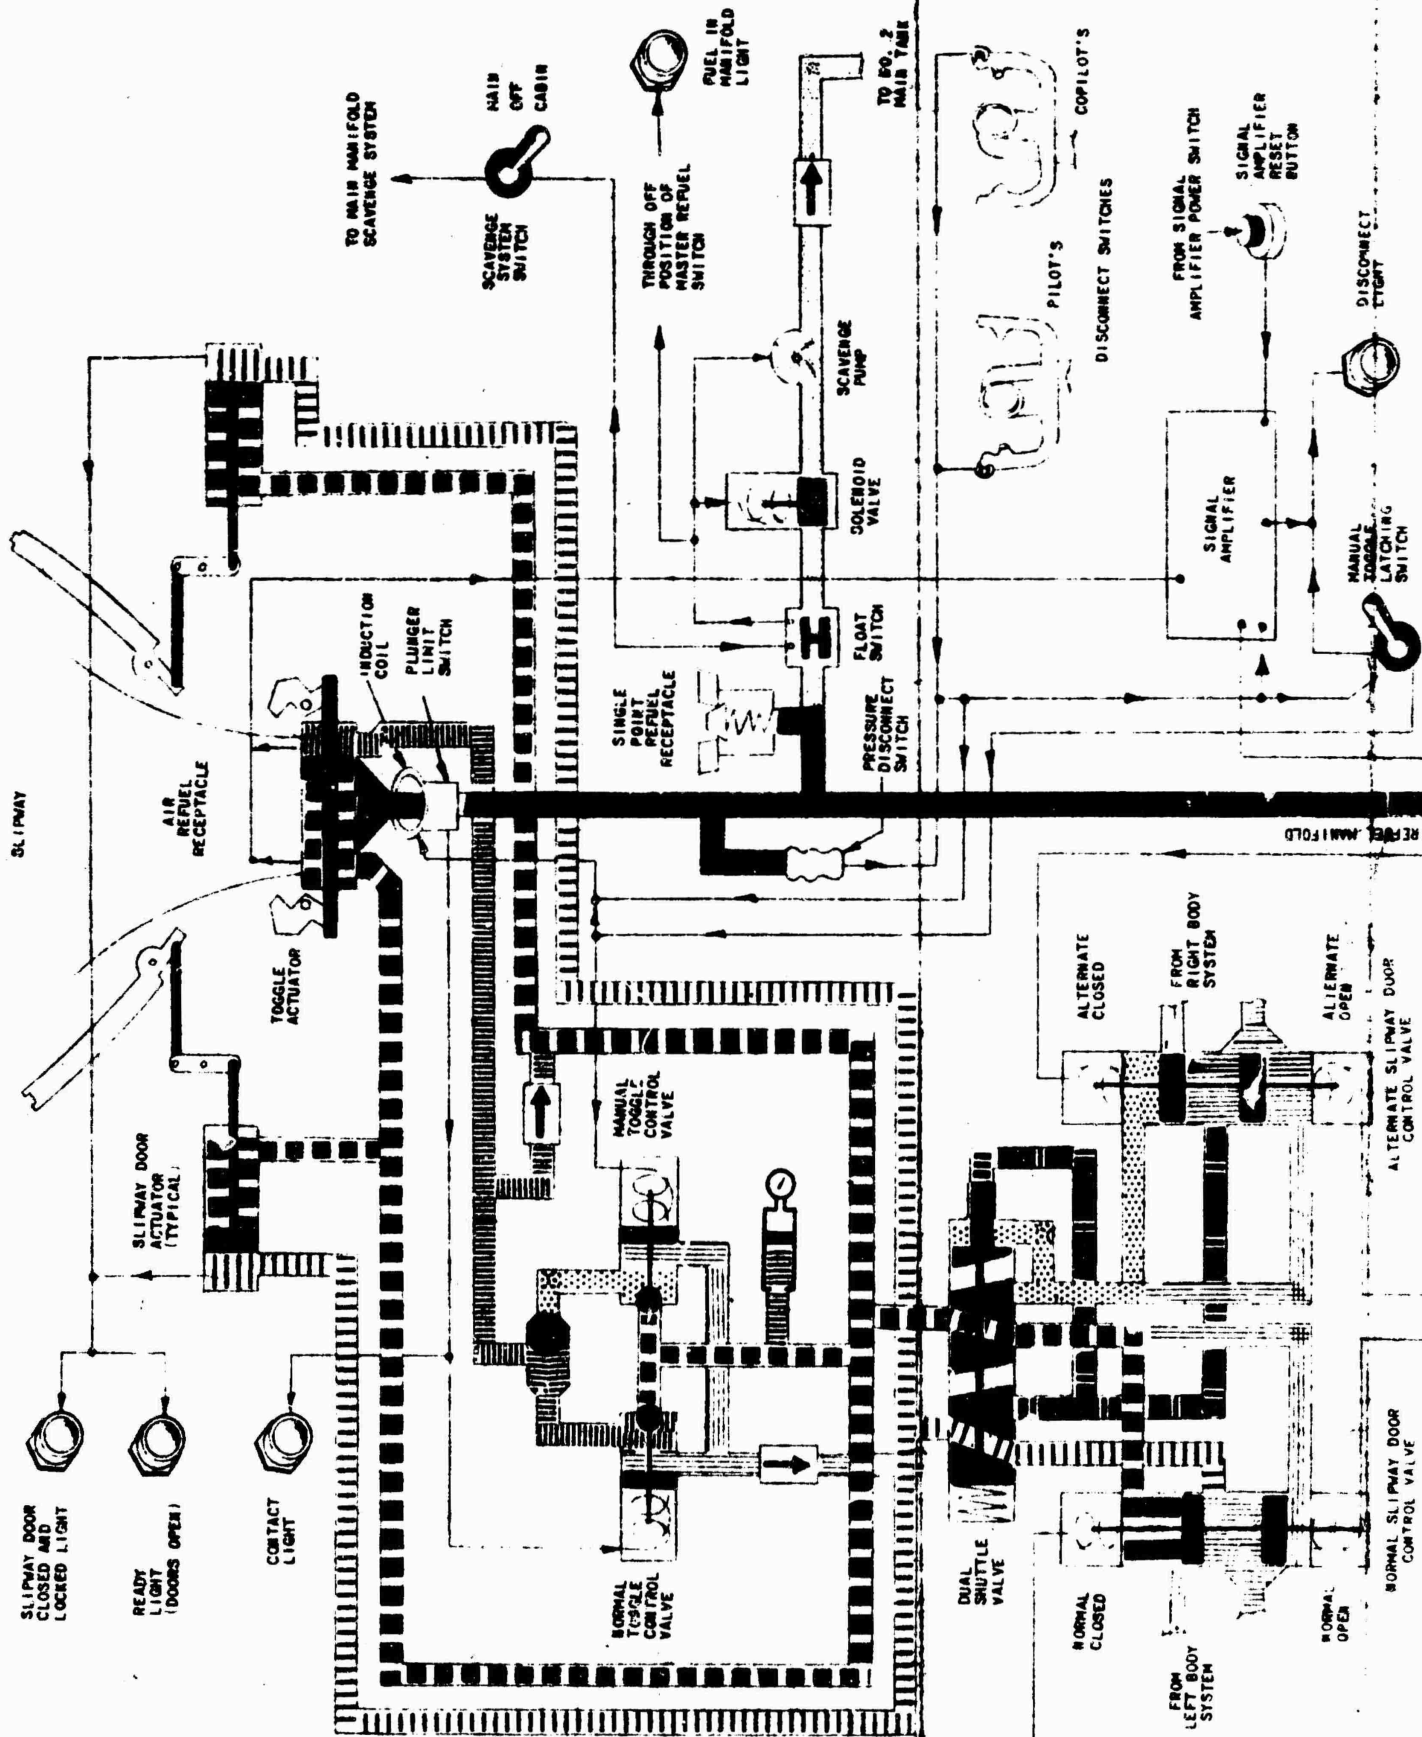 SLIPWAY
TO MAIN MANIFOLD
SCAVENGE SYSTEM
MAIN
OFF
CABIN
SCAVENGE
SYSTEM
SWITCH
FUEL IN
MANIFOLD
LIGHT
THROUGH OFF
POSITION OF
MASTER REFUEL
SWITCH
TO NO. 2
MAIN TANK
COPILOT'S
PILOT'S
DISCONNECT SWITCHES
FROM SIGNAL
AMPLIFIER POWER SWITCH
SIGNAL
AMPLIFIER
RESET
BUTTON
DISCONNECT
LIGHT
SIGNAL
AMPLIFIER
MANUAL
TOGGLE
LATCHING
SWITCH
SCAVENGE
PUMP
SOLENOID
VALVE
FLOAT
SWITCH
SINGLE
POINT
REFUEL
RECEPTACLE
PRESSURE
DISCONNECT
SWITCH
INDUCTION
COIL
PLUNGER
LIMIT
SWITCH
AIR
REFUEL
RECEPTACLE
TOGGLE
ACTUATOR
REFUEL MANIFOLD
SLIPWAY DOOR
ACTUATOR
(TYPICAL)
MANUAL
TOGGLE
CONTROL
VALVE
ALTERNATE
CLOSED
FROM
RIGHT BODY
SYSTEM
ALTERNATE
OPEN
ALTERNATE SLIPWAY DOOR
CONTROL VALVE
SLIPWAY DOOR
CLOSED AND
LOCKED LIGHT
READY
LIGHT
(DOORS OPEN)
CONTACT
LIGHT
NORMAL
TOGGLE
CONTROL
VALVE
DUAL
SHUTTLE
VALVE
NORMAL
CLOSED
FROM
LEFT BODY
SYSTEM
NORMAL
OPEN
NORMAL SLIPWAY DOOR
CONTROL VALVE